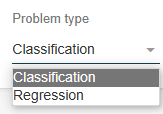 Problem type
Classification
Classification
Regression